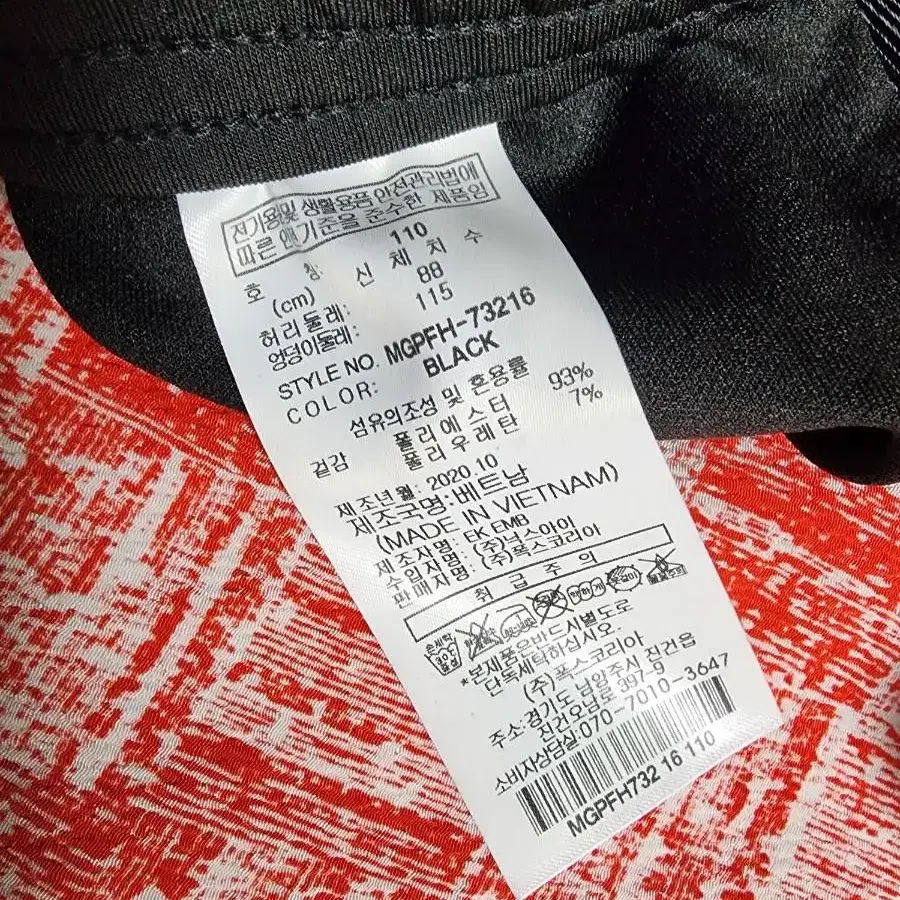 전기용및 생활용품 안전관리법에
따른 앤기준을 준수한 제품임
호 칭: 110
(cm) 신 체 치 수
허리둘레: 88
엉덩이둘레: 115
STYLE NO. MGPFH-73216
COLOR: BLACK
섬유의조성 및 혼용률
겉감 폴리에스터 93%
폴리우레탄 7%
제조년월: 2020.10
제조국명: 베트남
(MADE IN VIETNAM)
제조자명: EK EMB
수입자명: (주)닉스아이
판매자명: (주)폭스코리아
취 급 주 의
손세탁
30℃
*본제품은반드시별도로
단독세탁하십시오.
(주) 폭스코리아
주소:경기도 남양주시 진건읍
진건오남로 397-9
소비자상담실:070-7010-3647
MGPFH732 16 110